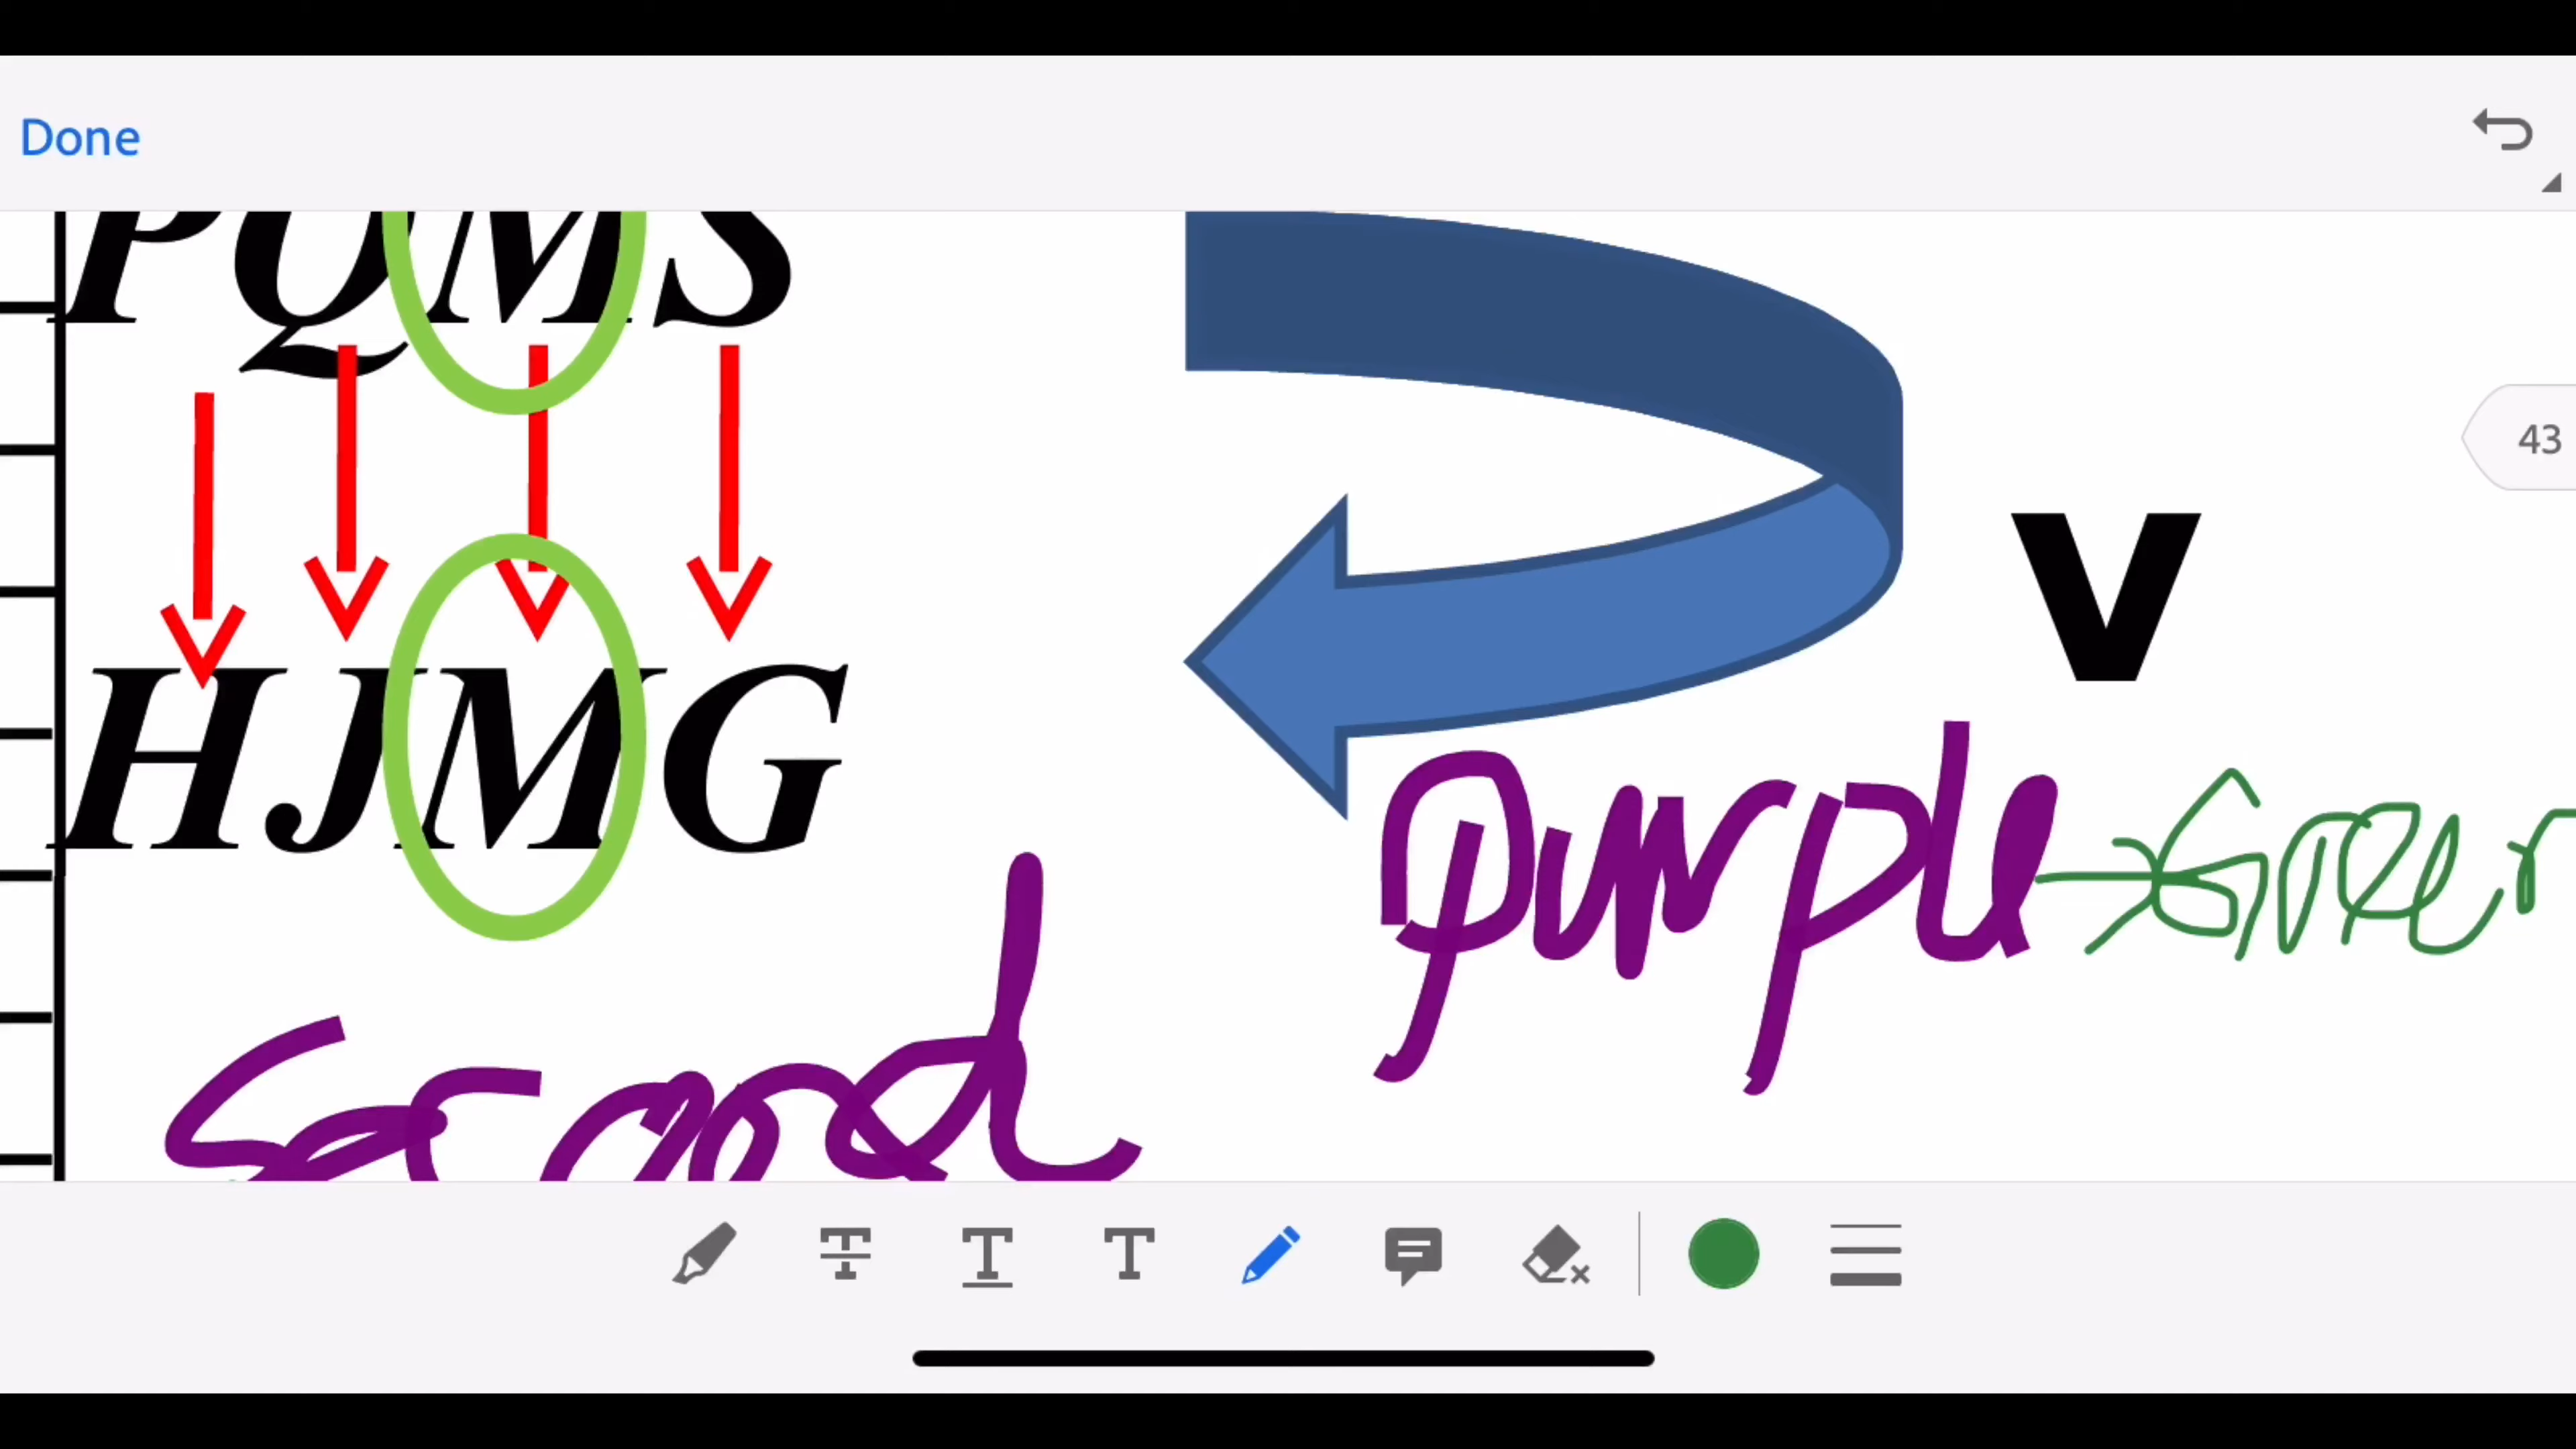 Done
PQMS
43
V
HJMG
purple → Green
Second